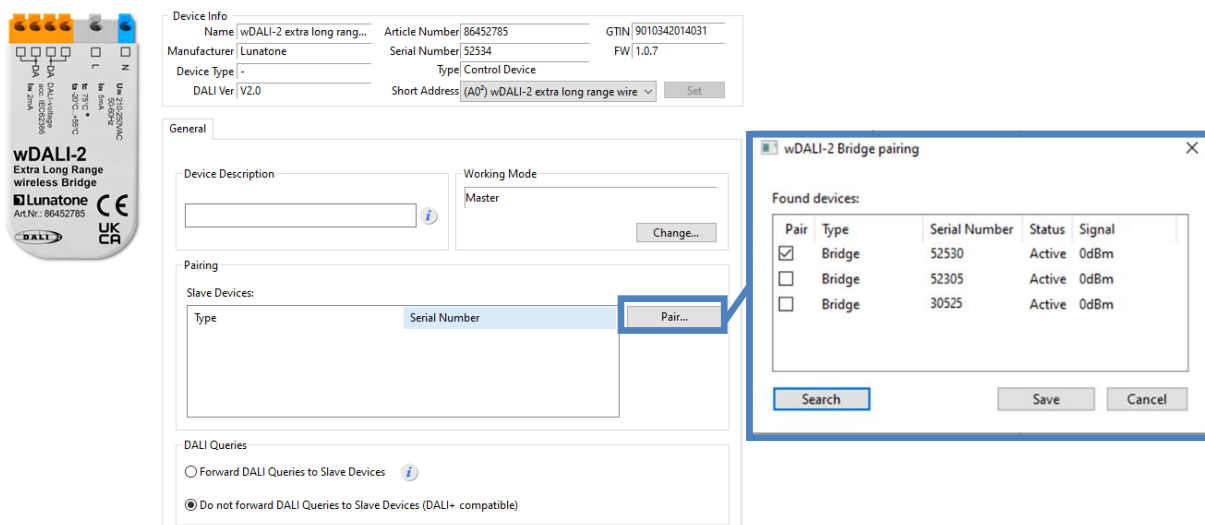 DA
DA
L
N
DALI-voltage
acc. IEC62386
IN 2mA
UIN 210-250VAC
50-60Hz
IN 5mA
tc 75°C
ta -20°C..+55°C
wDALI-2
Extra Long Range
wireless Bridge
Lunatone
Art.Nr.: 86452785
CE
DALI 2
UK
CA
Device Info
Name wDALI-2 extra long rang... Article Number 86452785 GTIN 9010342014031
Manufacturer Lunatone Serial Number 52534 FW 1.0.7
Device Type - Type Control Device
DALI Ver V2.0 Short Address (A0²) wDALI-2 extra long range wire Set
General
Device Description
i
Working Mode
Master
Change...
Pairing
Slave Devices:
Type Serial Number
Pair...
DALI Queries
Forward DALI Queries to Slave Devices i
Do not forward DALI Queries to Slave Devices (DALI+ compatible)
wDALI-2 Bridge pairing
Found devices:
Pair Type Serial Number Status Signal
Bridge 52530 Active 0dBm
Bridge 52305 Active 0dBm
Bridge 30525 Active 0dBm
Search Save Cancel